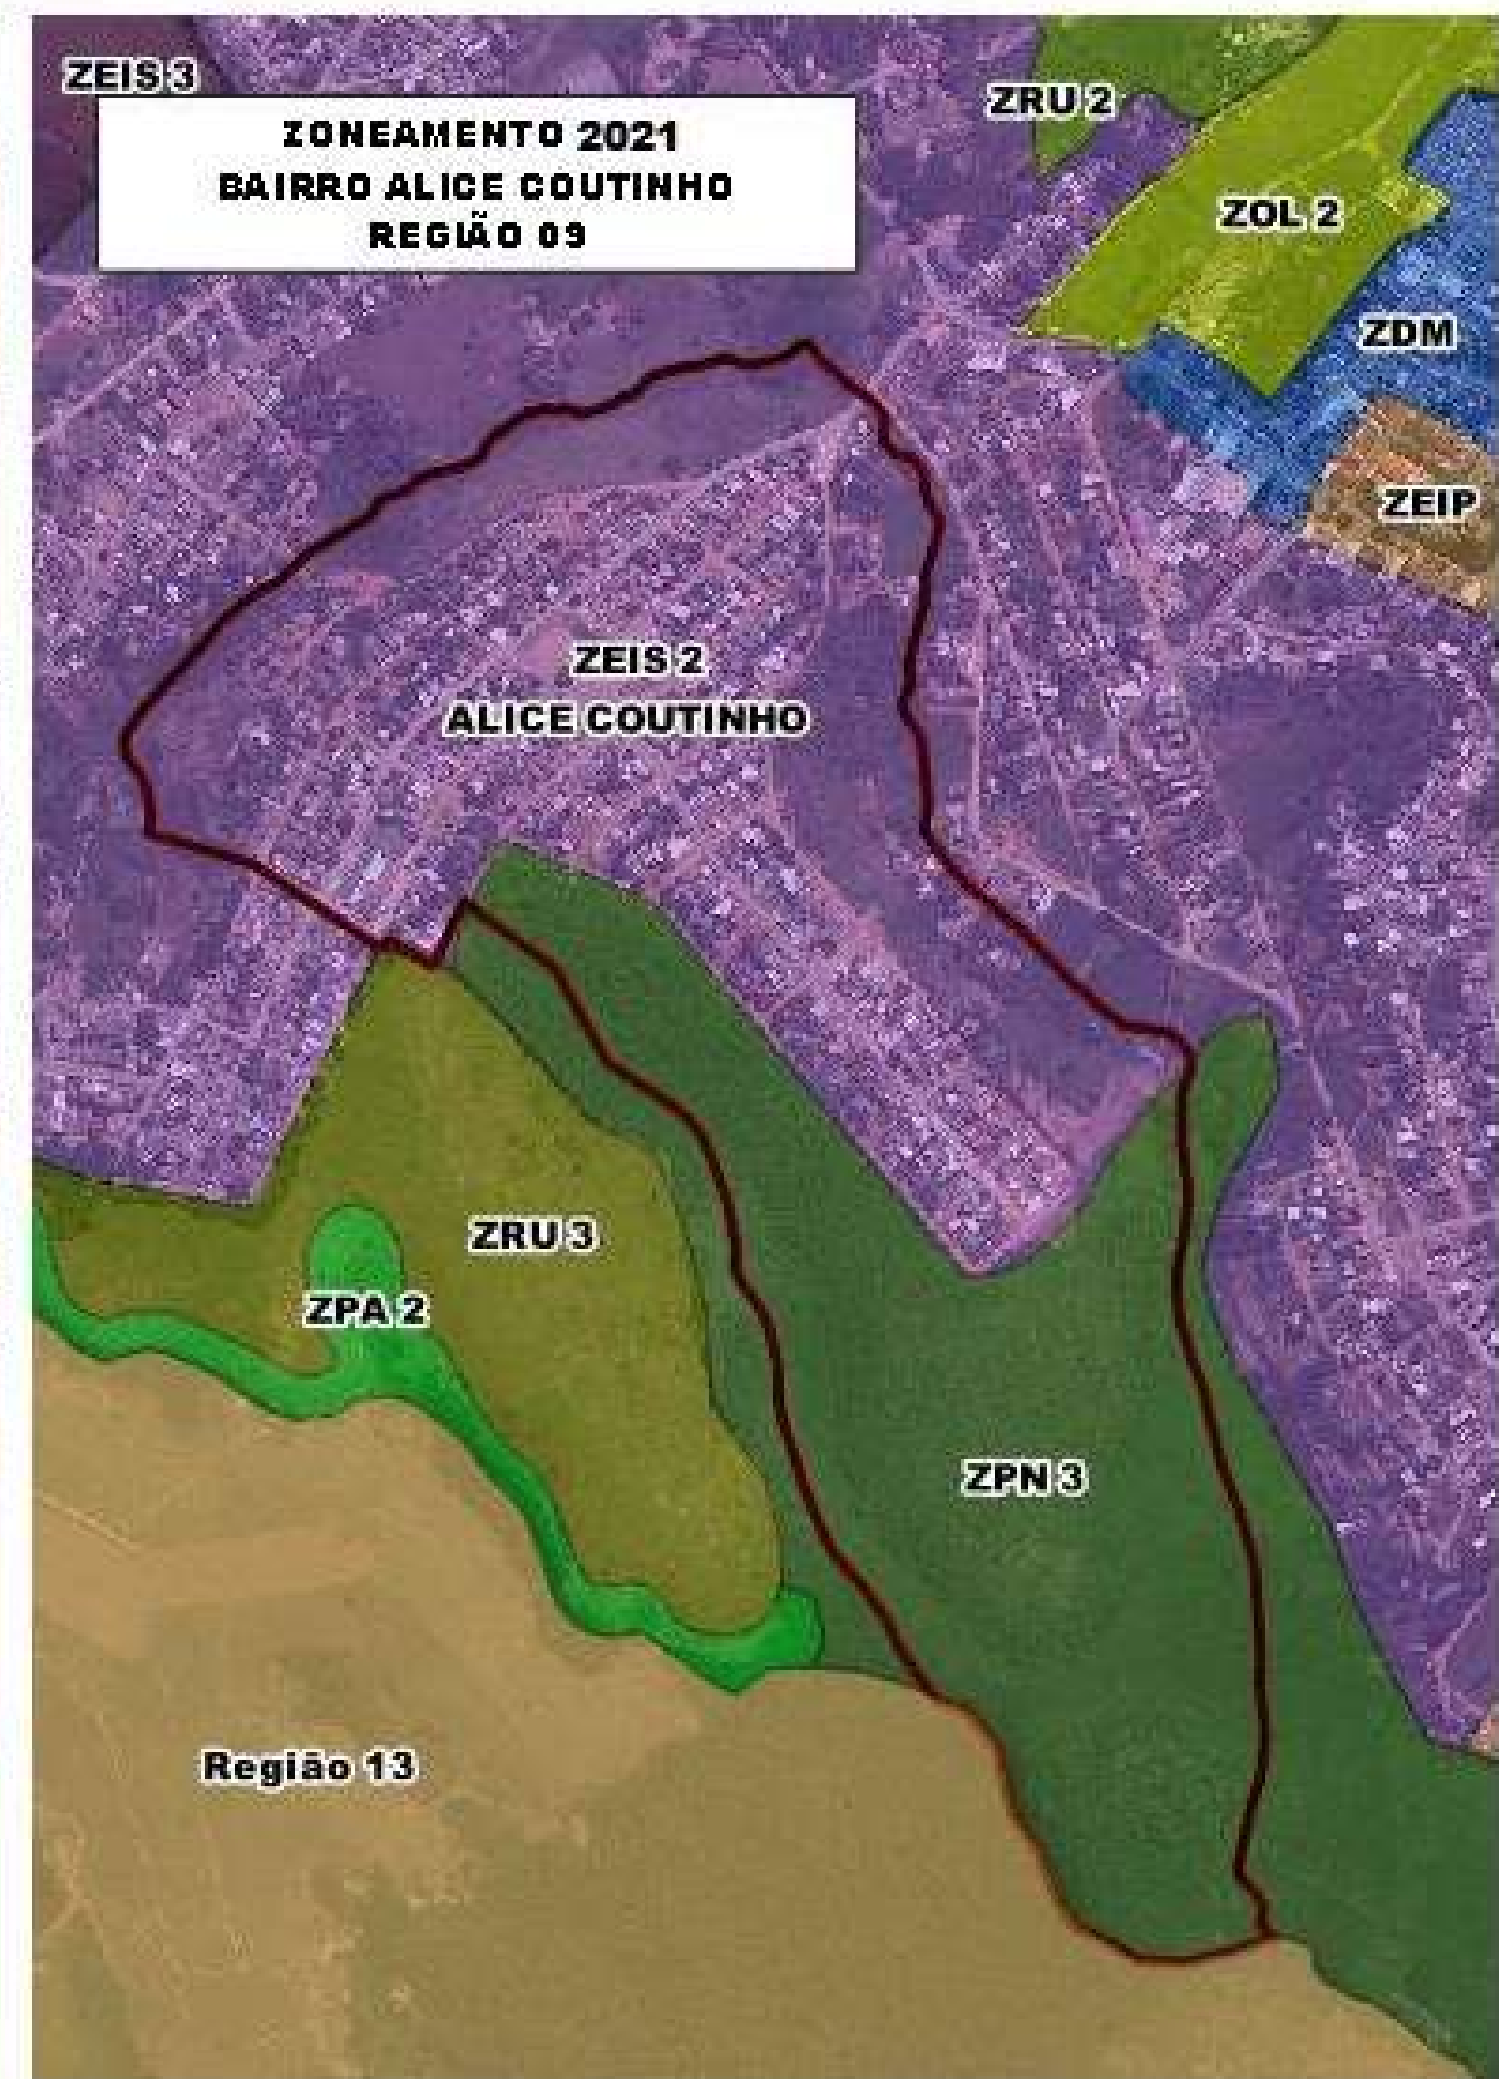 ZEIS 3
ZONEAMENTO 2021
BAIRRO ALICE COUTINHO
REGIÃO 09
ZRU 2
ZOL 2
ZDM
ZEIP
ZEIS 2
ALICE COUTINHO
ZRU 3
ZPA 2
ZPN 3
Região 13